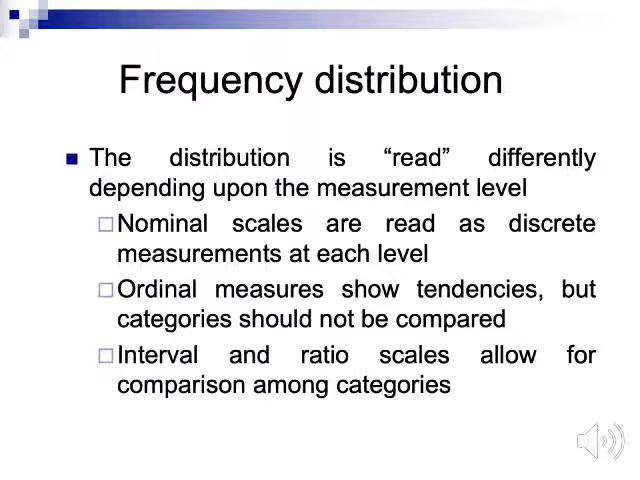 Frequency distribution
The distribution is “read” differently
depending upon the measurement level
Nominal scales are read as discrete
measurements at each level
Ordinal measures show tendencies, but
categories should not be compared
Interval and ratio scales allow for
comparison among categories